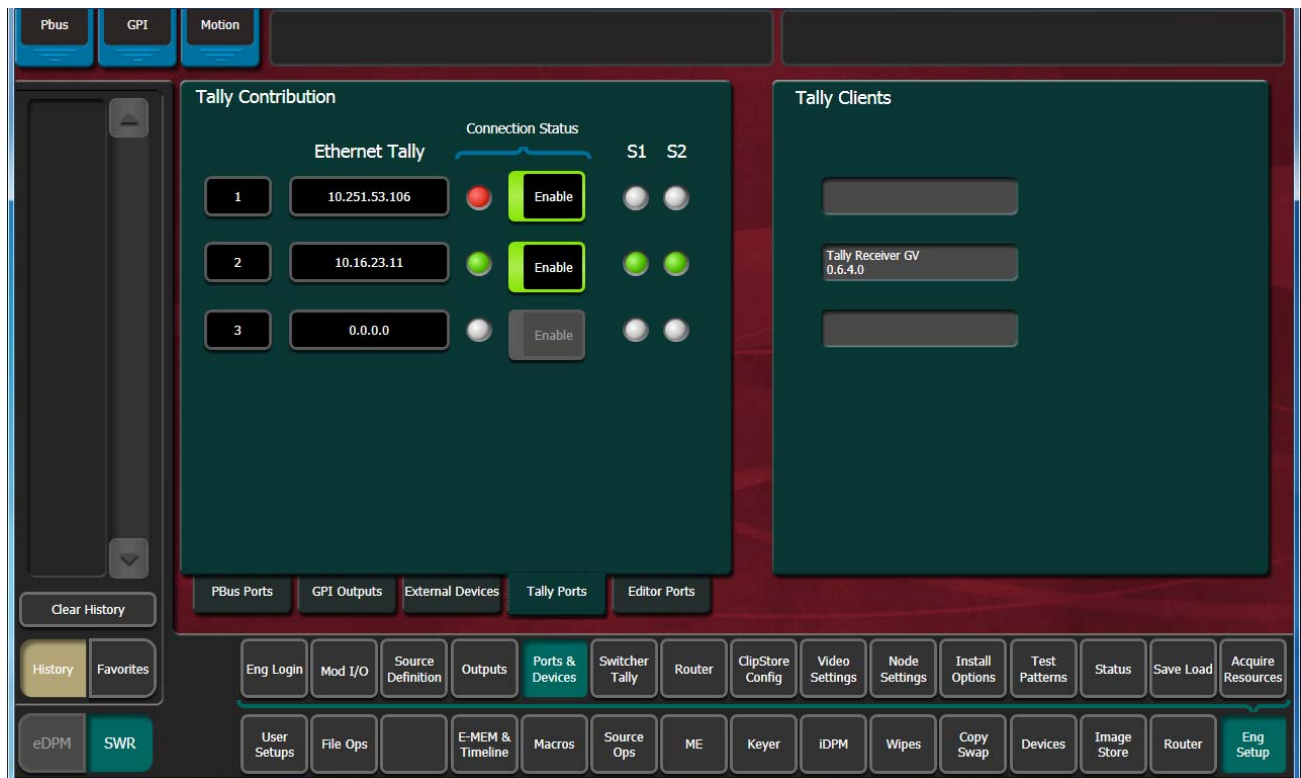 Pbus GPI Motion
Tally Contribution
Tally Clients
Connection Status
Ethernet Tally S1 S2
1 10.251.53.106 Enable
2 10.16.23.11 Enable
Tally Receiver GV
0.6.4.0
3 0.0.0.0 Enable
PBus Ports GPI Outputs External Devices Tally Ports Editor Ports
Clear History
History Favorites
Eng Login Mod I/O Source Definition Outputs Ports & Devices Switcher Tally Router ClipStore Config Video Settings Node Settings Install Options Test Patterns Status Save Load Acquire Resources
eDPM SWR
User Setups File Ops E-MEM & Timeline Macros Source Ops ME Keyer iDPM Wipes Copy Swap Devices Image Store Router Eng Setup